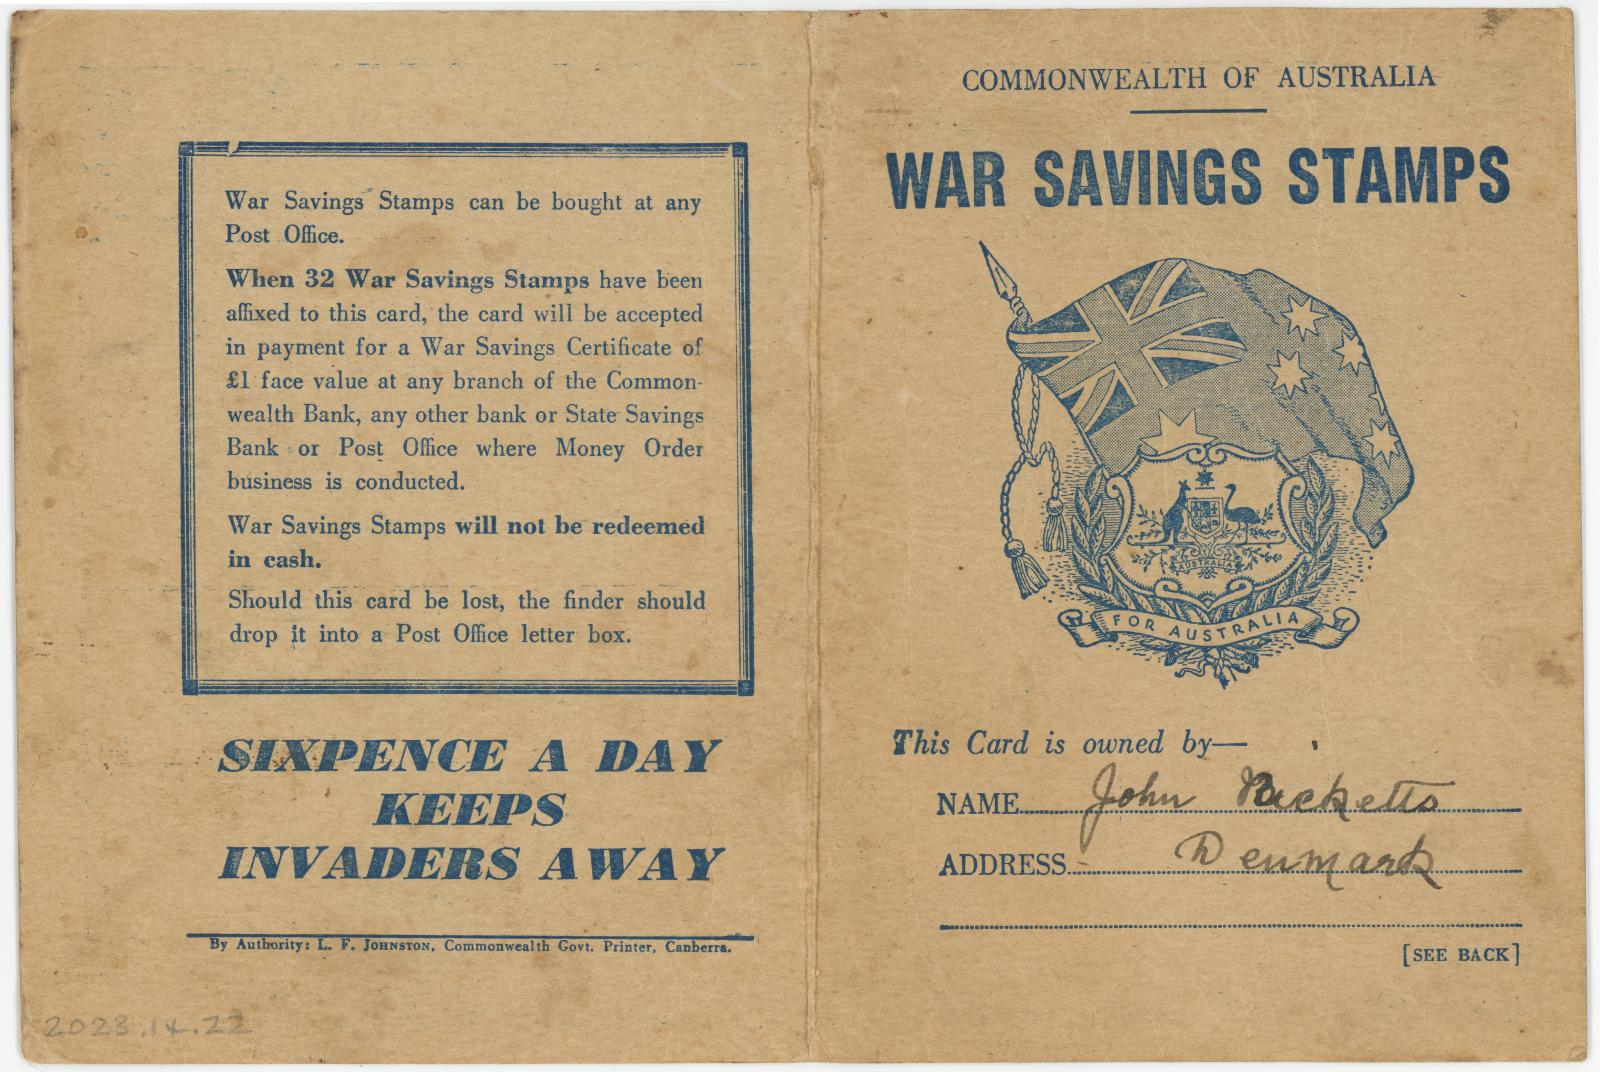 War Savings Stamps can be bought at any
Post Office.
When 32 War Savings Stamps have been
affixed to this card, the card will be accepted
in payment for a War Savings Certificate of
£1 face value at any branch of the Common-
wealth Bank, any other bank or State Savings
Bank or Post Office where Money Order
business is conducted.
War Savings Stamps will not be redeemed
in cash.
Should this card be lost, the finder should
drop it into a Post Office letter box.
SIXPENCE A DAY
KEEPS
INVADERS AWAY
By Authority: L. F. JOHNSTON, Commonwealth Govt. Printer, Canberra.
2023.14.22
COMMONWEALTH OF AUSTRALIA
WAR SAVINGS STAMPS
AUSTRALIA
FOR AUSTRALIA
This Card is owned by—
NAME John Ricketts
ADDRESS Denmark
[SEE BACK]